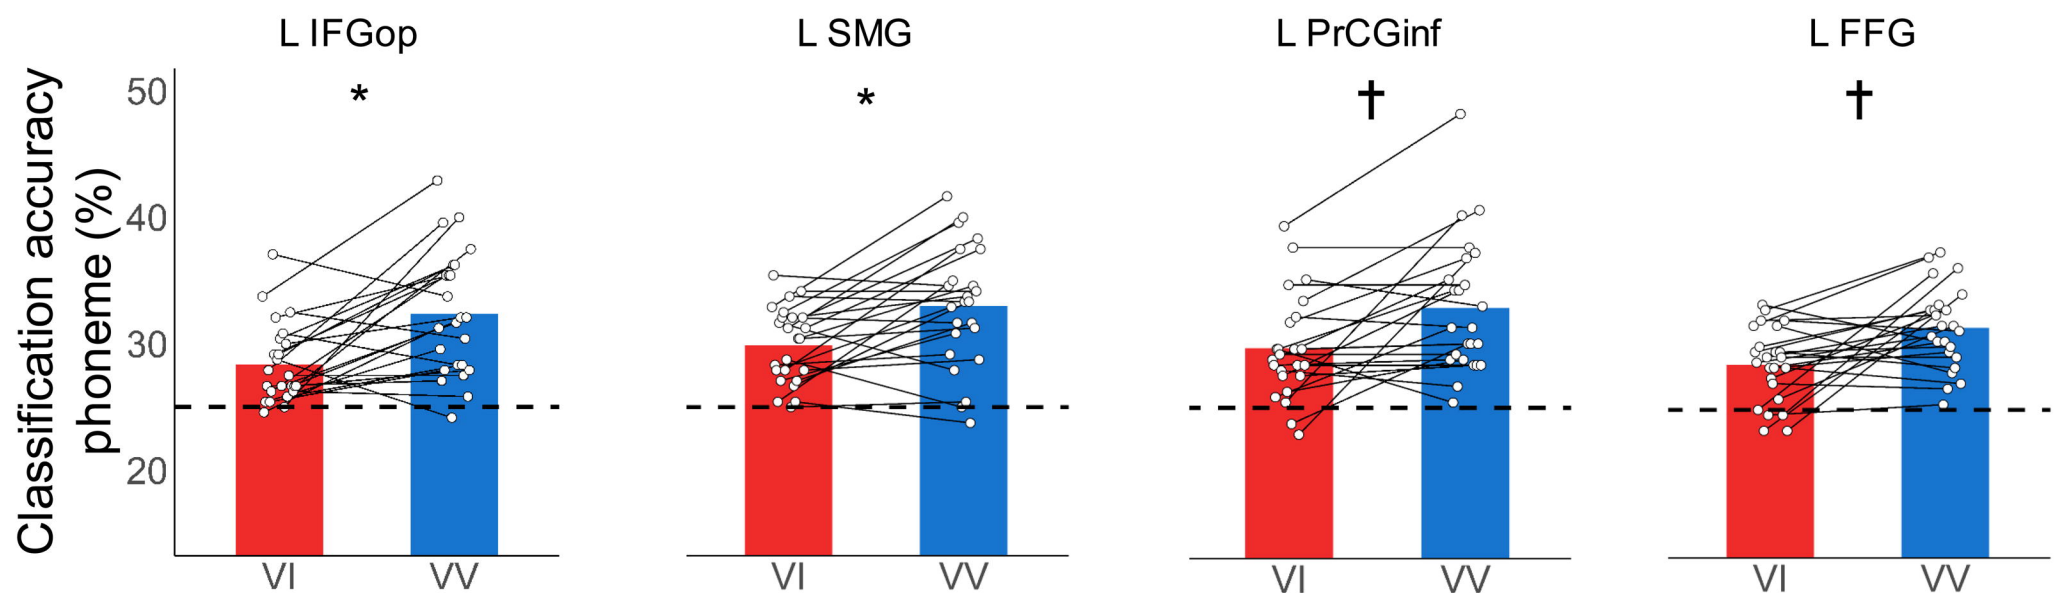 L IFGop
L SMG
L PrCGinf
L FFG
Classification accuracy
phoneme (%)
50
40
30
20
*
*
†
†
VI
VV
VI
VV
VI
VV
VI
VV